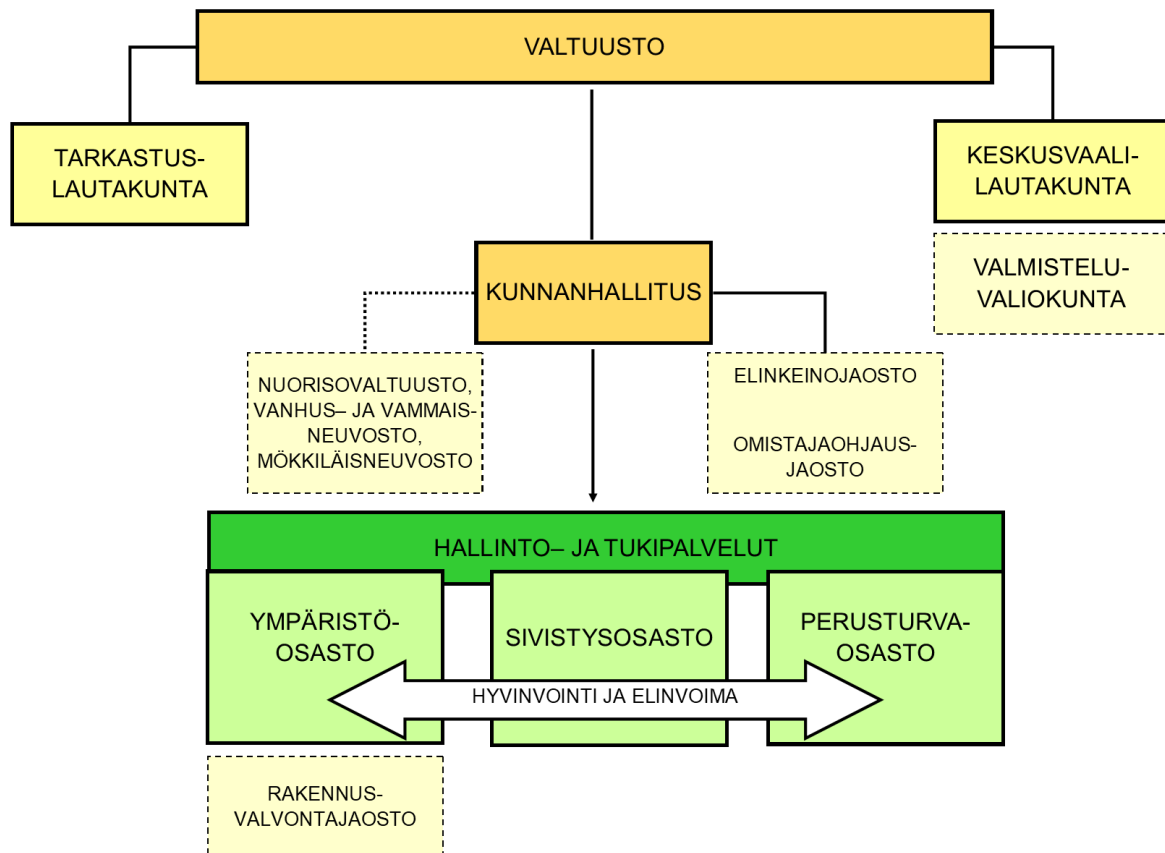 VALTUUSTO
TARKASTUS-
LAUTAKUNTA
KESKUSVAALI-
LAUTAKUNTA
VALMISTELU-
VALIOKUNTA
KUNNANHALLITUS
NUORISOVALTUUSTO,
VANHUS– JA VAMMAIS-
NEUVOSTO,
MÖKKILÄISNEUVOSTO
ELINKEINOJAOSTO
OMISTAJAOHJAUS-
JAOSTO
HALLINTO– JA TUKIPALVELUT
YMPÄRISTÖ-
OSASTO
SIVISTYSOSASTO
PERUSTURVA-
OSASTO
HYVINVOINTI JA ELINVOIMA
RAKENNUS-
VALVONTAJAOSTO